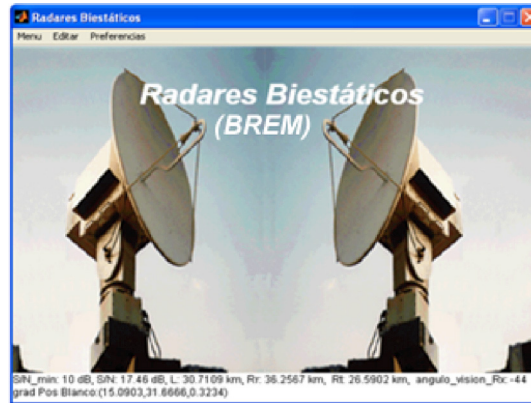 Radares Biestáticos
Menu Editar Preferencias
Radares Biestáticos
(BREM)
S/N_min: 10 dB, S/N: 17.46 dB, L: 30.7109 km, Rr: 36.2567 km, Rt: 26.5902 km, angulo_vision_Rx: -44
grad Pos Blanco:(15.0903,31.6666,0.3234)